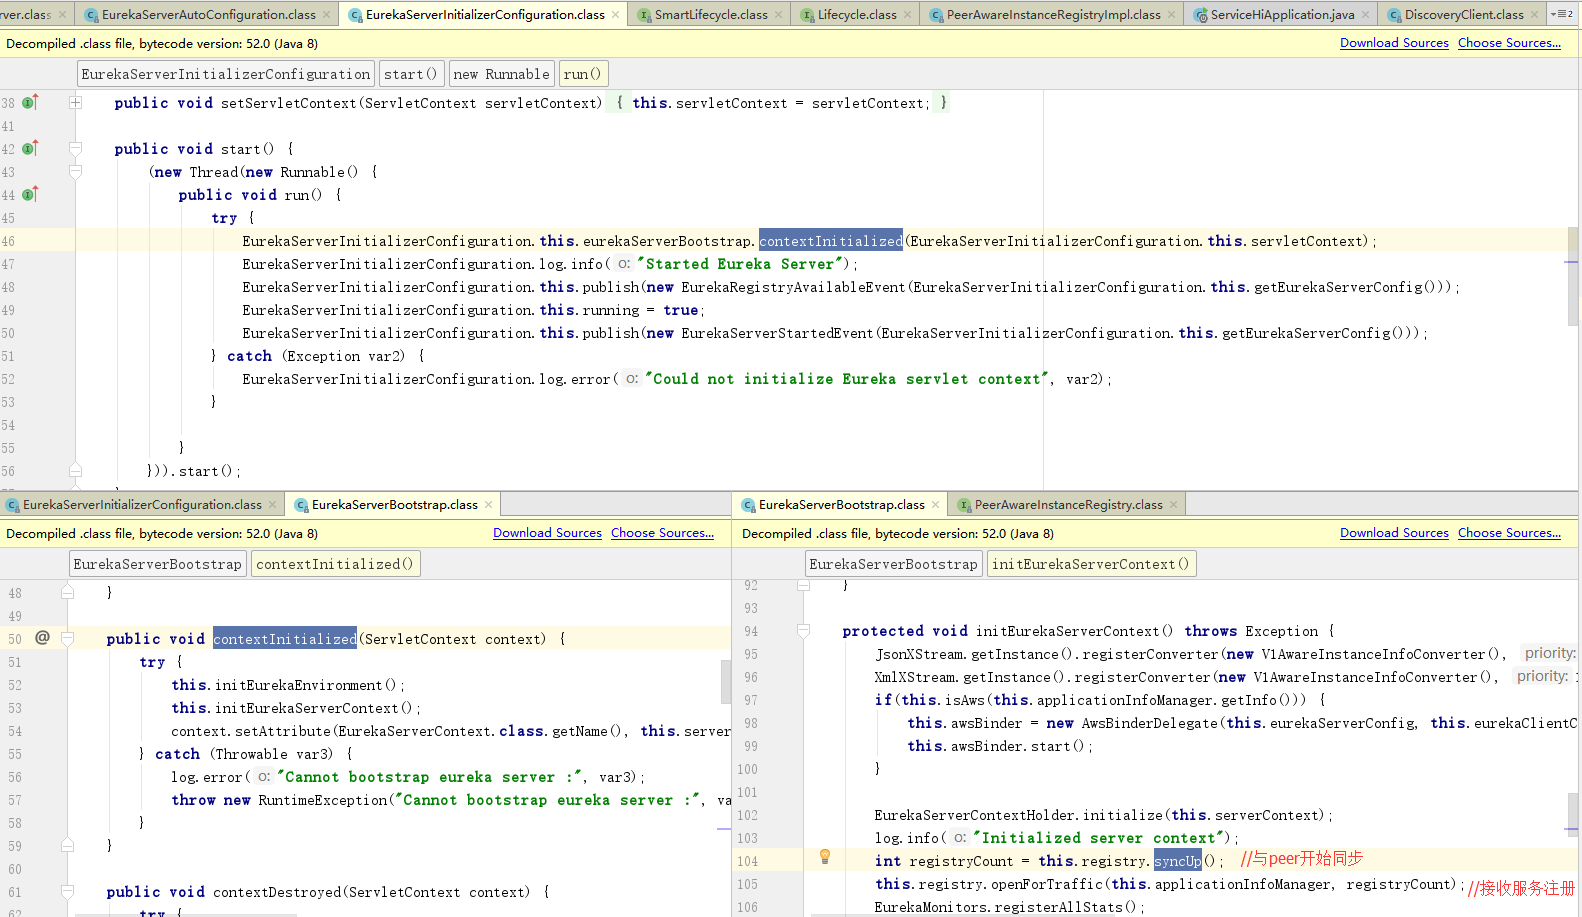 rver.class × EurekaServerAutoConfiguration.class × EurekaServerInitializerConfiguration.class × SmartLifecycle.class × Lifecycle.class × PeerAwareInstanceRegistryImpl.class × ServiceHiApplication.java × DiscoveryClient.class × 2
Decompiled .class file, bytecode version: 52.0 (Java 8) Download Sources Choose Sources...
EurekaServerInitializerConfiguration start() new Runnable run()
38 public void setServletContext(ServletContext servletContext) { this.servletContext = servletContext; }
41
42 public void start() {
43 (new Thread(new Runnable() {
44 public void run() {
45 try {
46 EurekaServerInitializerConfiguration.this.eurekaServerBootstrap.contextInitialized(EurekaServerInitializerConfiguration.this.servletContext);
47 EurekaServerInitializerConfiguration.log.info( o: "Started Eureka Server");
48 EurekaServerInitializerConfiguration.this.publish(new EurekaRegistryAvailableEvent(EurekaServerInitializerConfiguration.this.getEurekaServerConfig()));
49 EurekaServerInitializerConfiguration.this.running = true;
50 EurekaServerInitializerConfiguration.this.publish(new EurekaServerStartedEvent(EurekaServerInitializerConfiguration.this.getEurekaServerConfig()));
51 } catch (Exception var2) {
52 EurekaServerInitializerConfiguration.log.error( o: "Could not initialize Eureka servlet context", var2);
53 }
54
55 }
56 })).start();
EurekaServerInitializerConfiguration.class × EurekaServerBootstrap.class ×
Decompiled .class file, bytecode version: 52.0 (Java 8) Download Sources Choose Sources...
EurekaServerBootstrap contextInitialized()
48 }
49
50 @ public void contextInitialized(ServletContext context) {
51 try {
52 this.initEurekaEnvironment();
53 this.initEurekaServerContext();
54 context.setAttribute(EurekaServerContext.class.getName(), this.server
55 } catch (Throwable var3) {
56 log.error( o: "Cannot bootstrap eureka server :", var3);
57 throw new RuntimeException("Cannot bootstrap eureka server :", va
58 }
59 }
60
61 public void contextDestroyed(ServletContext context) {
62 try {
EurekaServerBootstrap.class × PeerAwareInstanceRegistry.class ×
Decompiled .class file, bytecode version: 52.0 (Java 8) Download Sources Choose Sources...
EurekaServerBootstrap initEurekaServerContext()
92 }
93
94 protected void initEurekaServerContext() throws Exception {
95 JsonXStream.getInstance().registerConverter(new V1AwareInstanceInfoConverter(), priority:
96 XmlXStream.getInstance().registerConverter(new V1AwareInstanceInfoConverter(), priority:
97 if(this.isAws(this.applicationInfoManager.getInfo())) {
98 this.awsBinder = new AwsBinderDelegate(this.eurekaServerConfig, this.eurekaClientC
99 this.awsBinder.start();
100 }
101
102 EurekaServerContextHolder.initialize(this.serverContext);
103 log.info( o: "Initialized server context");
104 int registryCount = this.registry.syncUp(); //与peer开始同步
105 this.registry.openForTraffic(this.applicationInfoManager, registryCount); //接收服务注册
106 EurekaMonitors.registerAllStats();